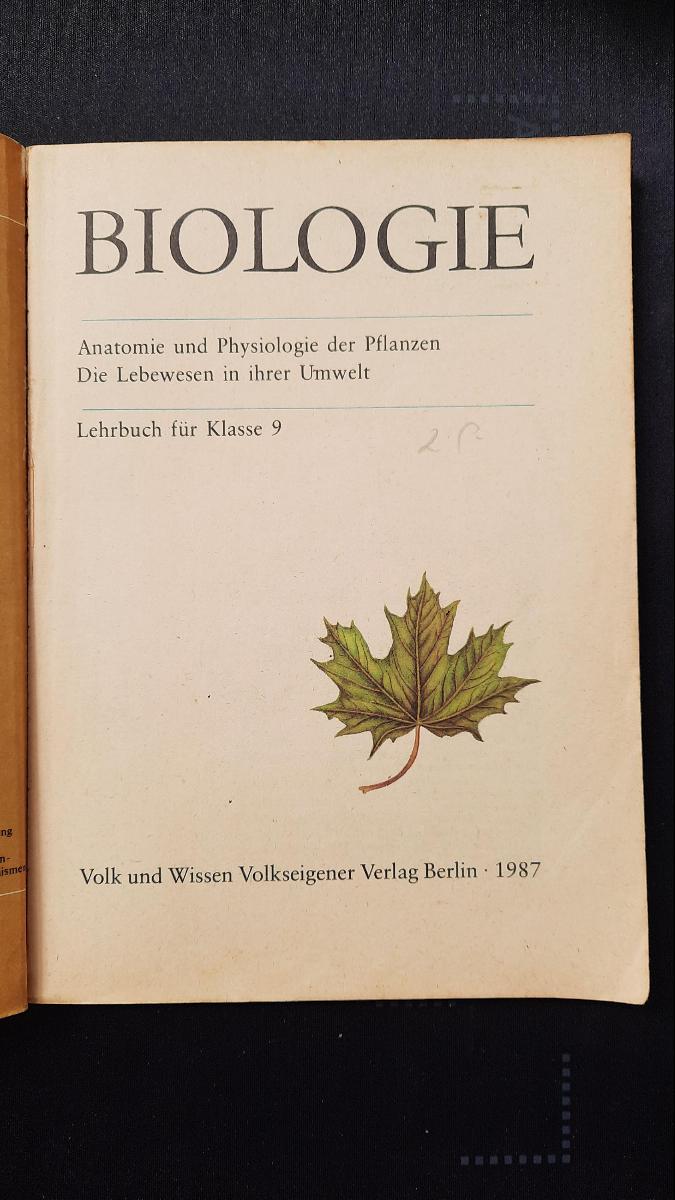 BIOLOGIE
Anatomie und Physiologie der Pflanzen
Die Lebewesen in ihrer Umwelt
Lehrbuch für Klasse 9
Volk und Wissen Volkseigener Verlag Berlin · 1987